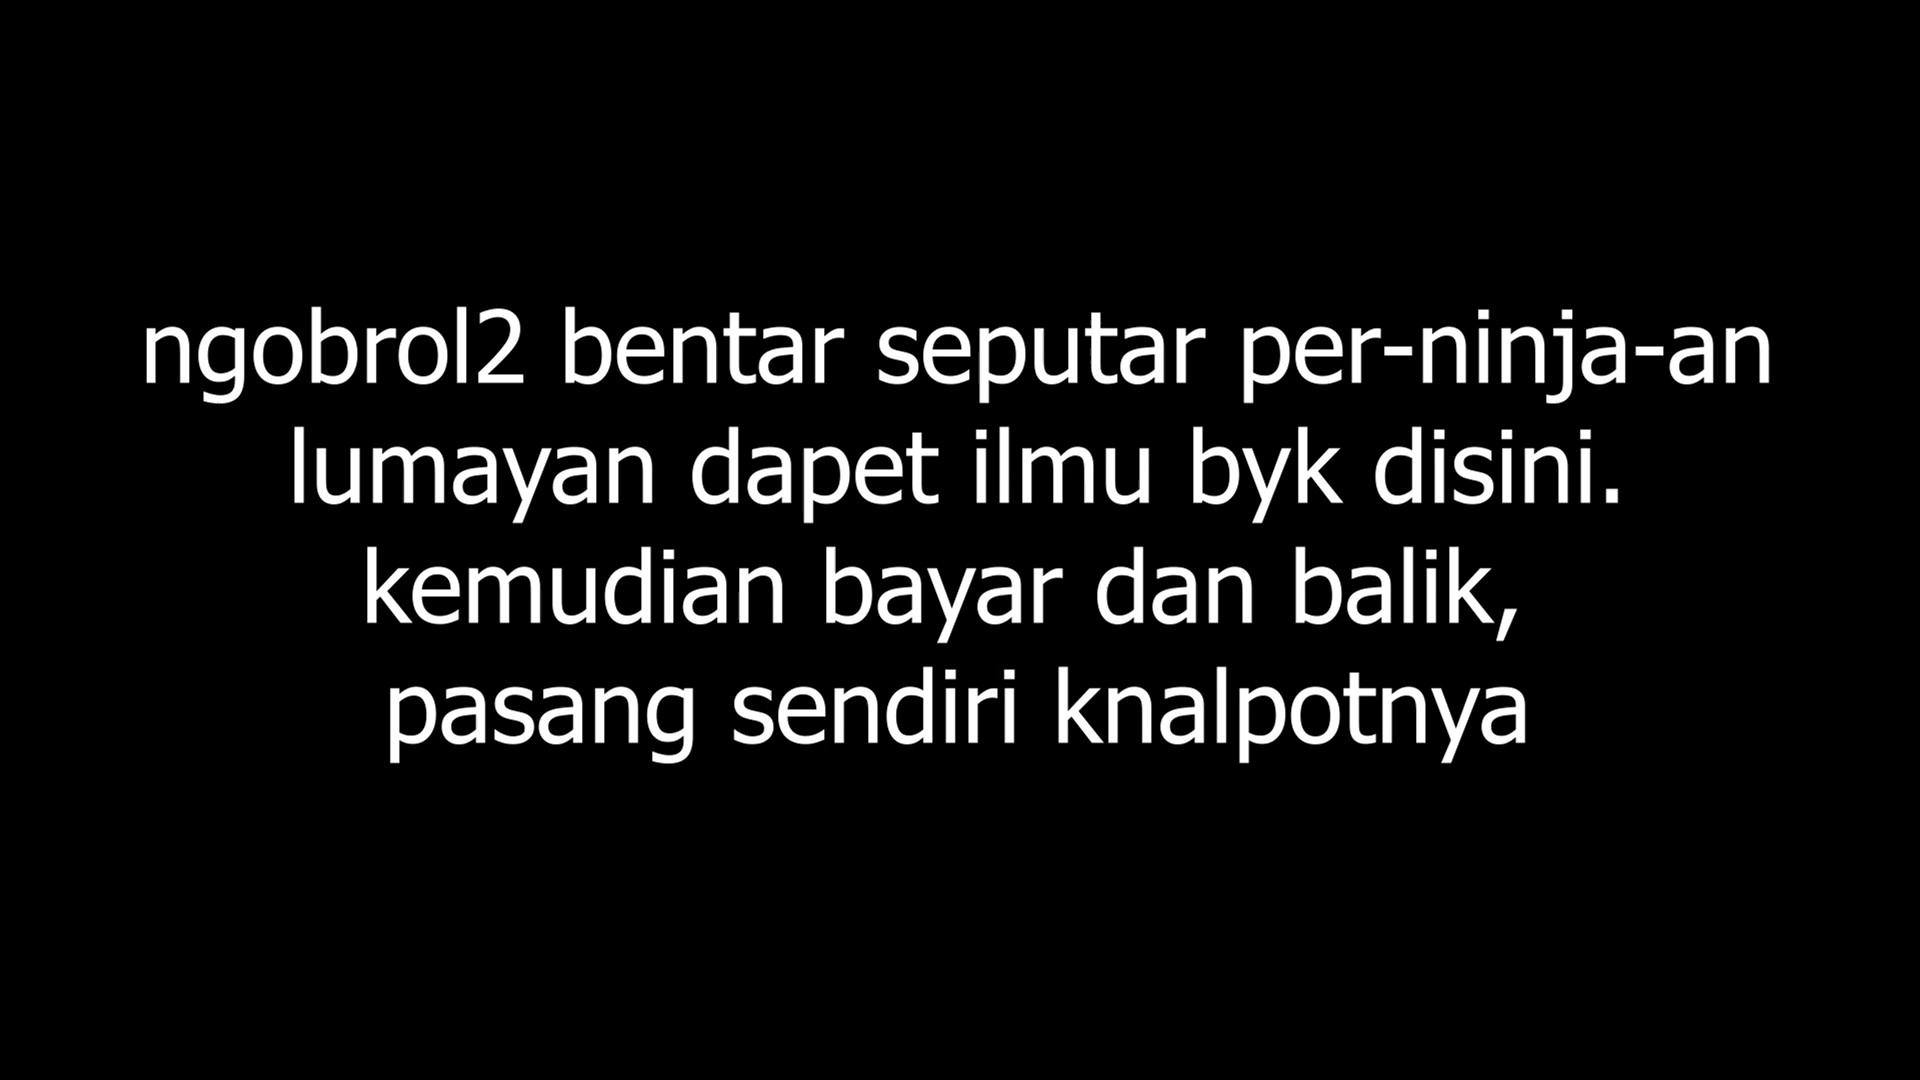 ngobrol2 bentar seputar per-ninja-an
lumayan dapet ilmu byk disini.
kemudian bayar dan balik,
pasang sendiri knalpotnya